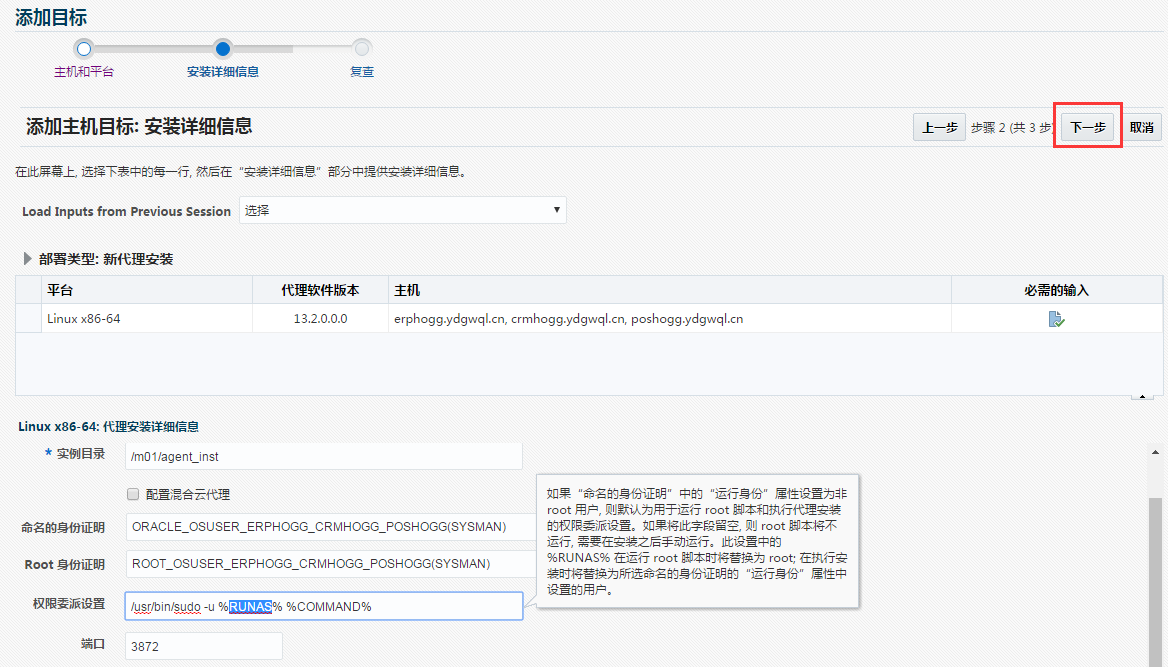 添加目标
主机和平台
安装详细信息
复查
添加主机目标: 安装详细信息
上一步
步骤 2 (共 3 步)
下一步
取消
在此屏幕上, 选择下表中的每一行, 然后在“安装详细信息”部分中提供安装详细信息。
Load Inputs from Previous Session
选择
部署类型: 新代理安装
平台 代理软件版本 主机 必需的输入
Linux x86-64 13.2.0.0.0 erphogg.ydgwql.cn, crmhogg.ydgwql.cn, poshogg.ydgwql.cn
Linux x86-64: 代理安装详细信息
* 实例目录 /m01/agent_inst
配置混合云代理
命名的身份证明 ORACLE_OSUSER_ERPHOGG_CRMHOGG_POSHOGG(SYSMAN)
Root 身份证明 ROOT_OSUSER_ERPHOGG_CRMHOGG_POSHOGG(SYSMAN)
权限委派设置 /usr/bin/sudo -u %RUNAS% %COMMAND%
端口 3872
如果“命名的身份证明”中的“运行身份”属性设置为非
root 用户, 则默认为用于运行 root 脚本和执行代理安装
的权限委派设置。如果将此字段留空, 则 root 脚本将不
运行, 需要在安装之后手动运行。此设置中的
%RUNAS% 在运行 root 脚本时将替换为 root; 在执行安
装时将替换为所选命名的身份证明的“运行身份”属性中
设置的用户。